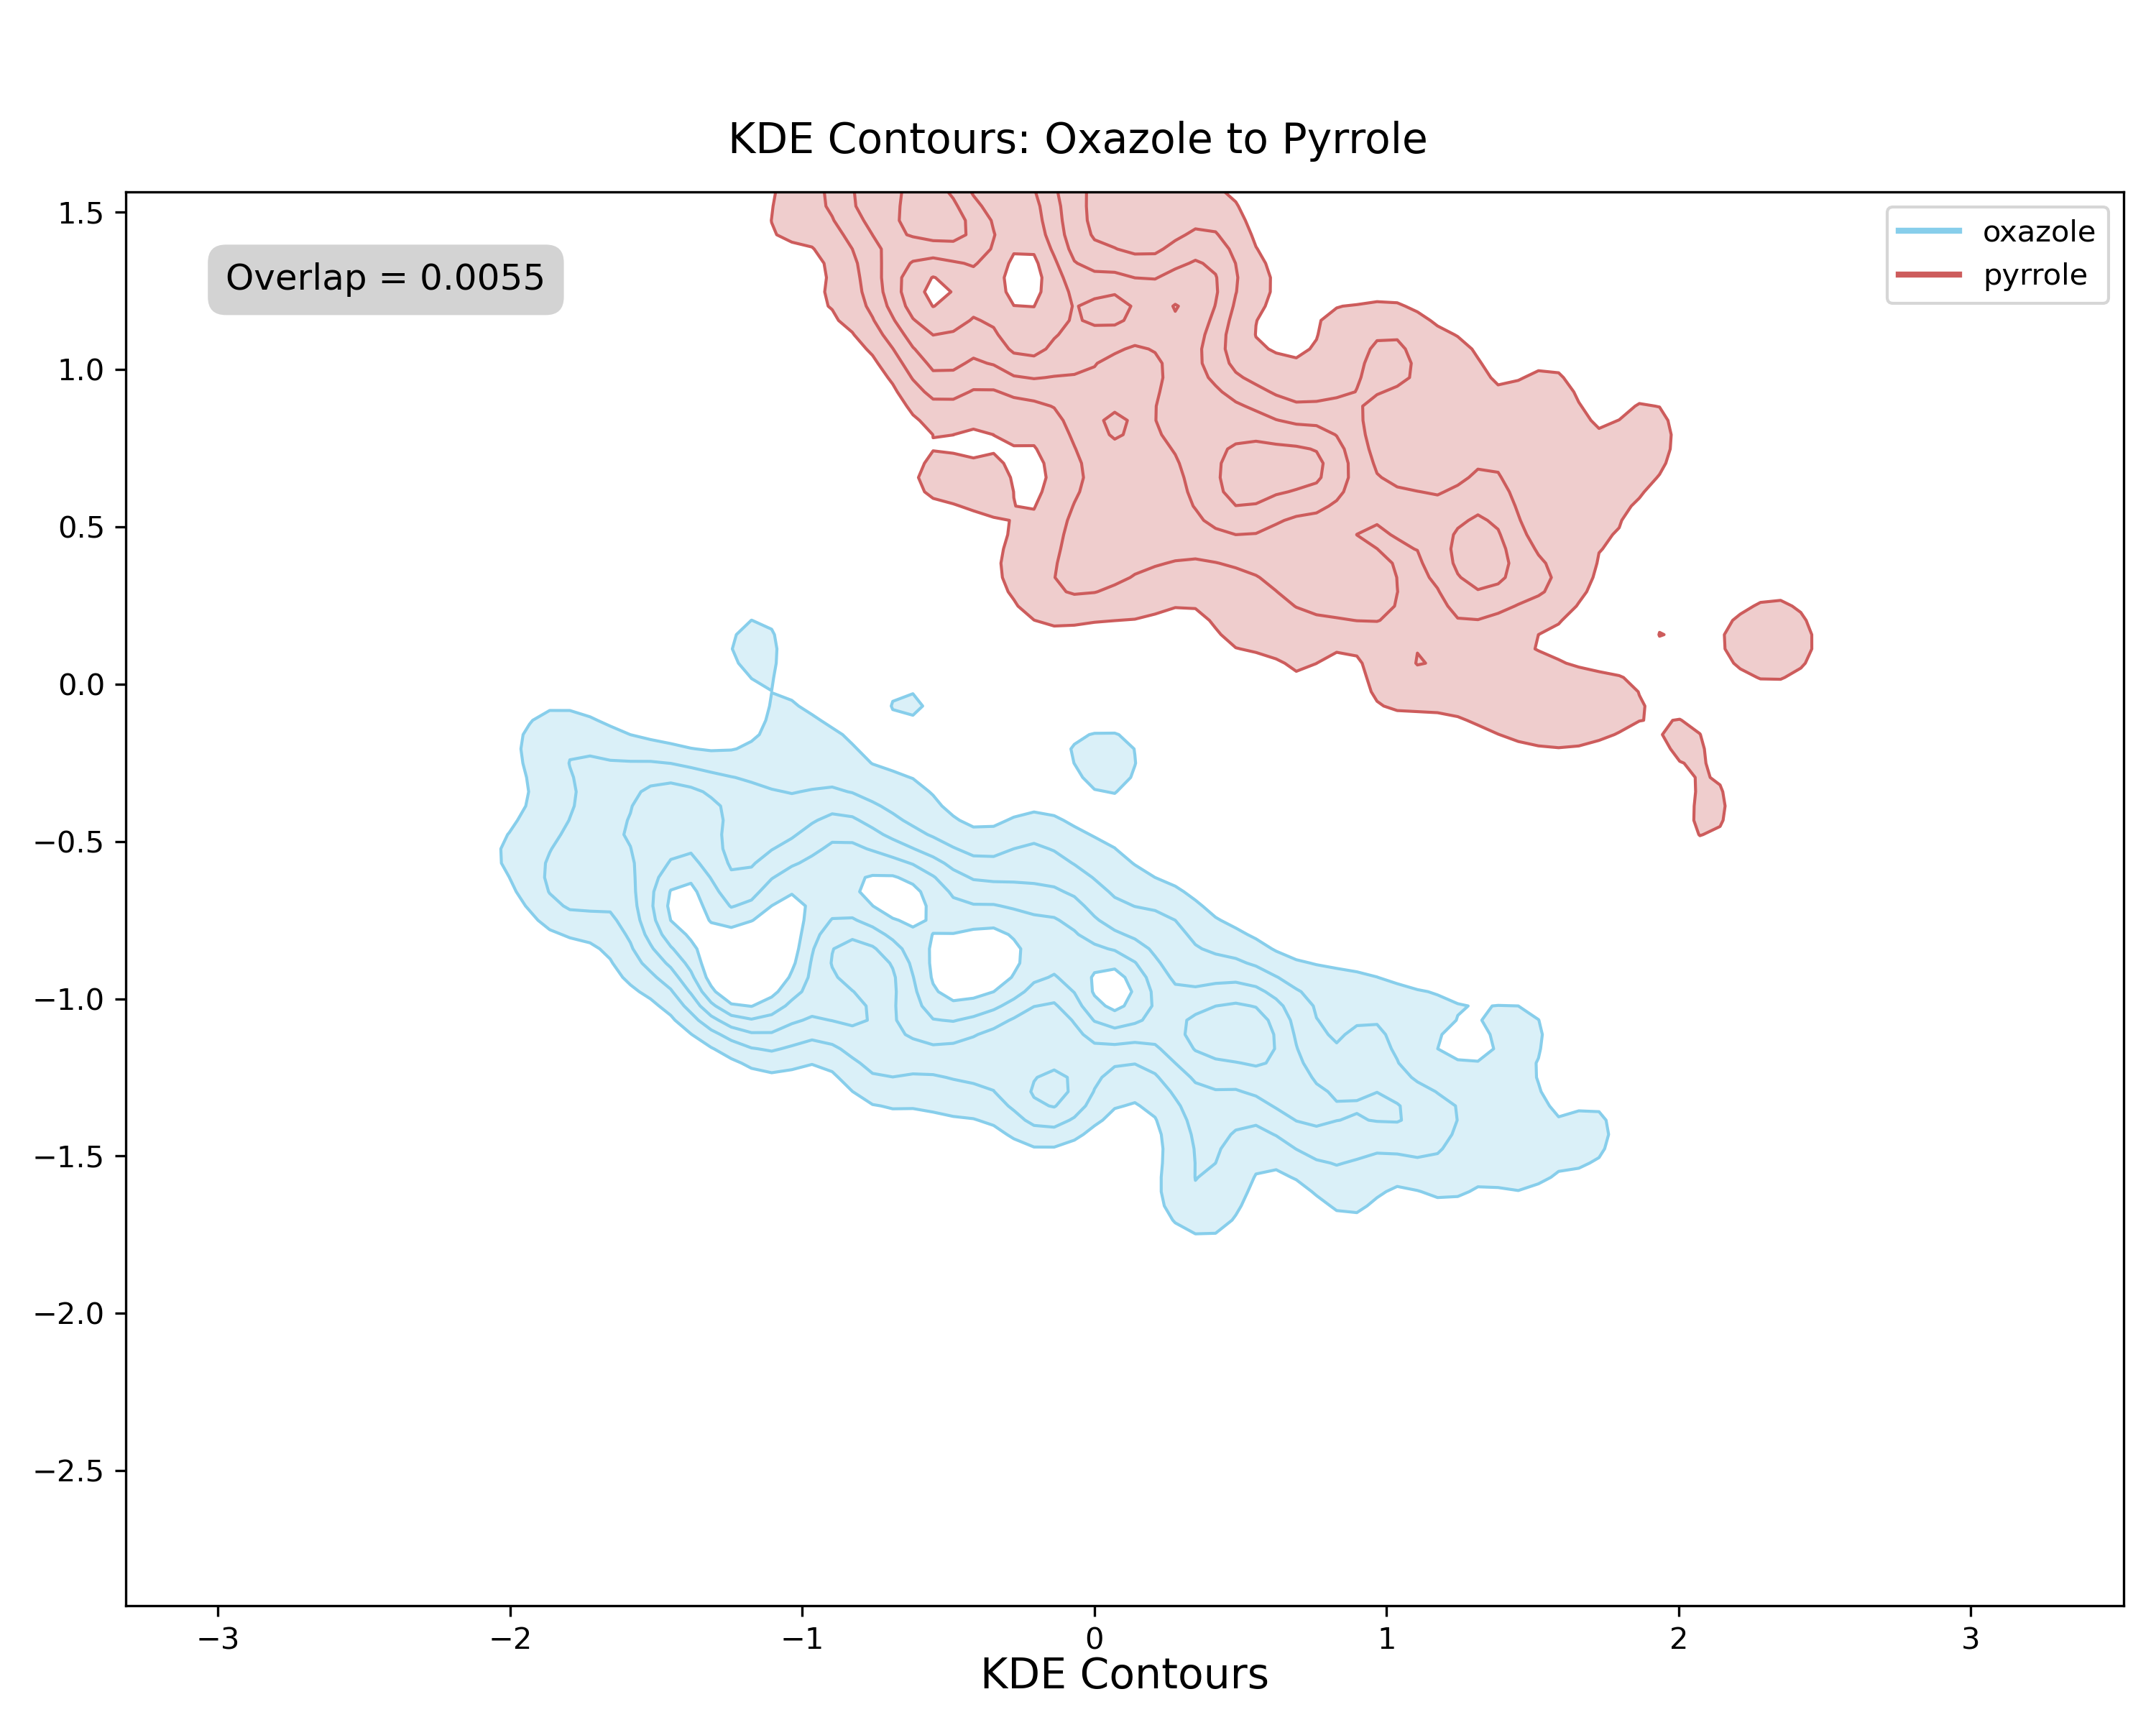 KDE Contours: Oxazole to Pyrrole
Overlap = 0.0055
oxazole
pyrrole
1.5
1.0
0.5
0.0
−0.5
−1.0
−1.5
−2.0
−2.5
−3 −2 −1 0 1 2 3
KDE Contours